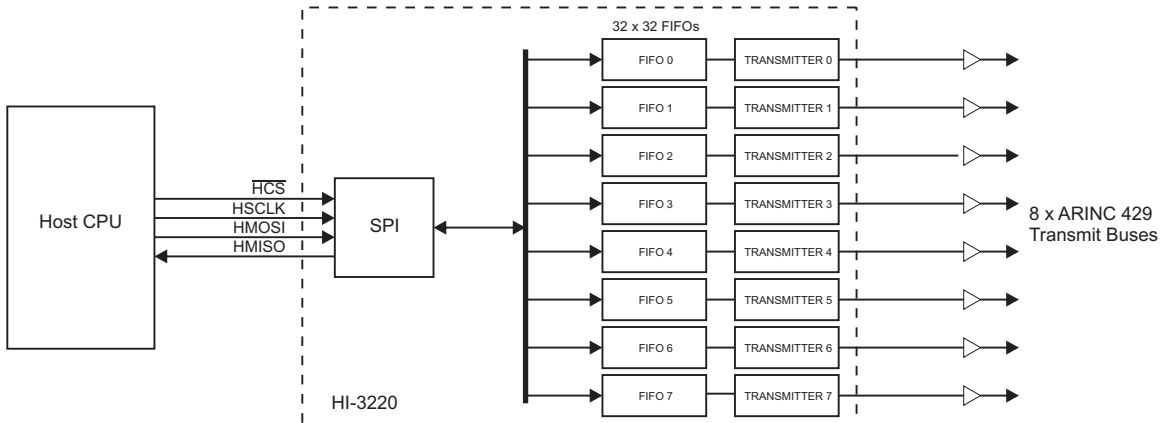 32 x 32 FIFOs
FIFO 0
TRANSMITTER 0
FIFO 1
TRANSMITTER 1
FIFO 2
TRANSMITTER 2
FIFO 3
TRANSMITTER 3
FIFO 4
TRANSMITTER 4
FIFO 5
TRANSMITTER 5
FIFO 6
TRANSMITTER 6
FIFO 7
TRANSMITTER 7
Host CPU
HCS
HSCLK
HMOSI
HMISO
SPI
8 x ARINC 429
Transmit Buses
HI-3220